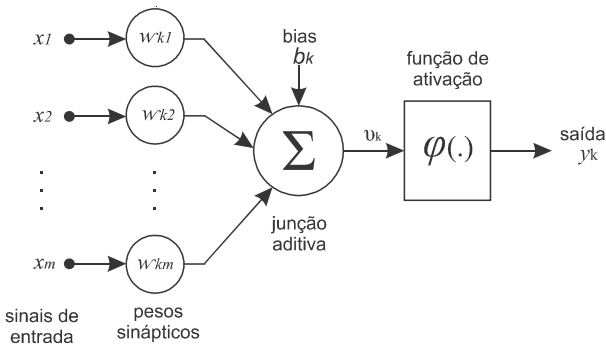 x1
wk1
bias
bk
função de
ativação
x2
wk2
Σ
υk
φ(.)
saída
yk
junção
aditiva
xm
wkm
sinais de
entrada
pesos
sinápticos